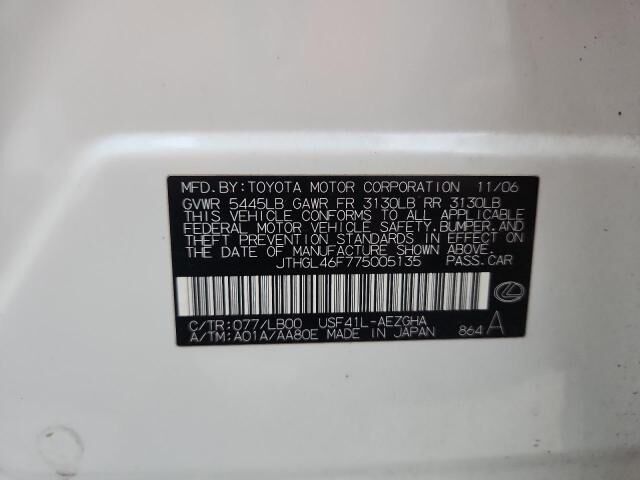 MFD.BY:TOYOTA MOTOR CORPORATION 11/06
GVWR 5445LB GAWR FR 3130LB RR 3130LB
THIS VEHICLE CONFORMS TO ALL APPLICABLE
FEDERAL MOTOR VEHICLE SAFETY,BUMPER,AND
THEFT PREVENTION STANDARDS IN EFFECT ON
THE DATE OF MANUFACTURE SHOWN ABOVE.
JTHGL46F775005135 PASS.CAR
C/TR:077/LB00 USF41L-AEZGHA
A/TM:A01A/AA80E MADE IN JAPAN 864 A